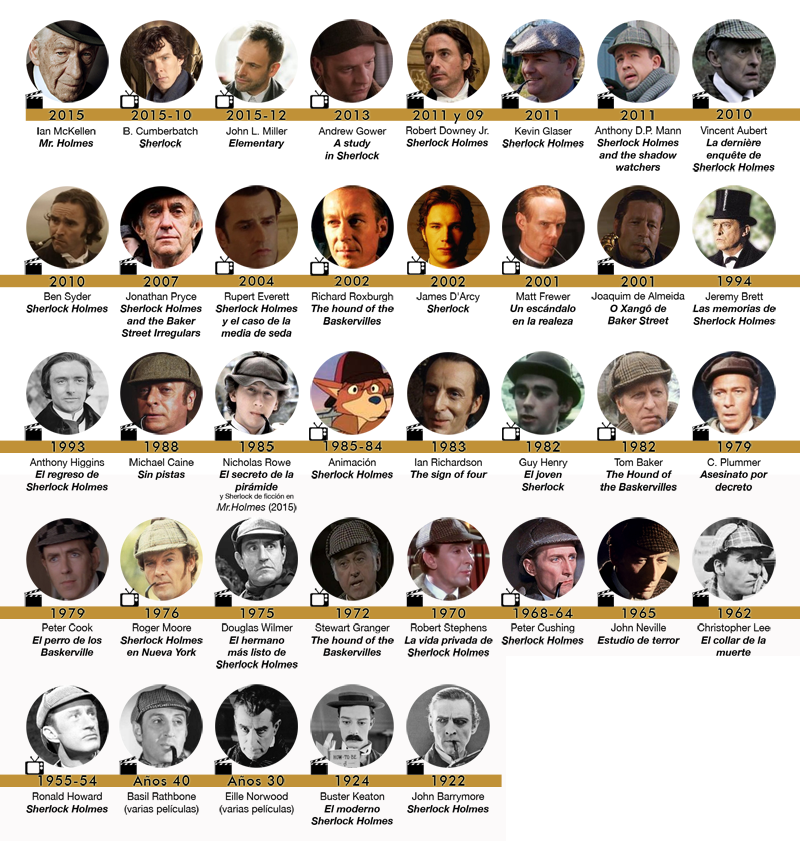 2015
Ian McKellen
Mr. Holmes
2015-10
B. Cumberbatch
Sherlock
2015-12
John L. Miller
Elementary
2013
Andrew Gower
A study
in Sherlock
2011 y 09
Robert Downey Jr.
Sherlock Holmes
2011
Kevin Glaser
Sherlock Holmes
2011
Anthony D.P. Mann
Sherlock Holmes
and the shadow
watchers
2010
Vincent Aubert
La dernière
enquête de
Sherlock Holmes
2010
Ben Syder
Sherlock Holmes
2007
Jonathan Pryce
Sherlock Holmes
and the Baker
Street Irregulars
2004
Rupert Everett
Sherlock Holmes
y el caso de la
media de seda
2002
Richard Roxburgh
The hound of the
Baskervilles
2002
James D'Arcy
Sherlock
2001
Matt Frewer
Un escándalo
en la realeza
2001
Joaquim de Almeida
O Xangô de
Baker Street
1994
Jeremy Brett
Las memorias de
Sherlock Holmes
1993
Anthony Higgins
El regreso de
Sherlock Holmes
1988
Michael Caine
Sin pistas
1985
Nicholas Rowe
El secreto de la
pirámide
y Sherlock de ficción en
Mr.Holmes (2015)
1985-84
Animación
Sherlock Holmes
1983
Ian Richardson
The sign of four
1982
Guy Henry
El joven
Sherlock
1982
Tom Baker
The Hound of
the Baskervilles
1979
C. Plummer
Asesinato por
decreto
1979
Peter Cook
El perro de los
Baskerville
1976
Roger Moore
Sherlock Holmes
en Nueva York
1975
Douglas Wilmer
El hermano
más listo de
Sherlock Holmes
1972
Stewart Granger
The hound of the
Baskervilles
1970
Robert Stephens
La vida privada de
Sherlock Holmes
1968-64
Peter Cushing
Sherlock Holmes
1965
John Neville
Estudio de terror
1962
Christopher Lee
El collar de la
muerte
1955-54
Ronald Howard
Sherlock Holmes
Años 40
Basil Rathbone
(varias películas)
Años 30
Eille Norwood
(varias películas)
HOW-TO-BE
1924
Buster Keaton
El moderno
Sherlock Holmes
1922
John Barrymore
Sherlock Holmes